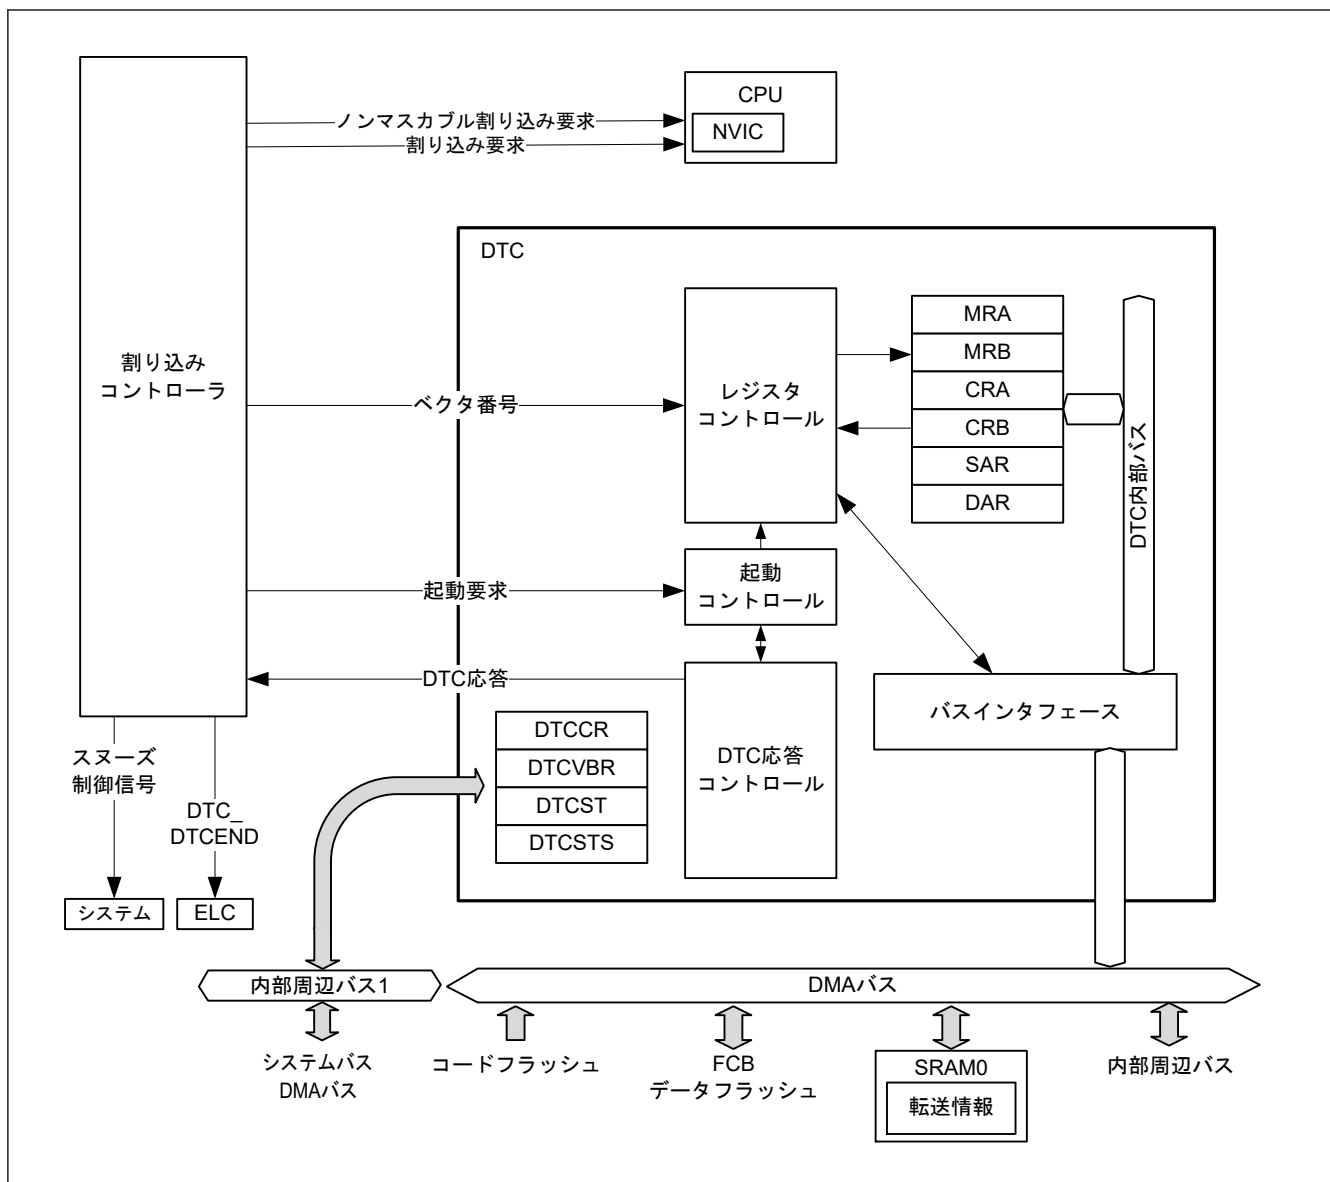 CPU
NVIC
ノンマスカブル割り込み要求
割り込み要求
DTC
割り込み
コントローラ
ベクタ番号
レジスタ
コントロール
MRA
MRB
CRA
CRB
SAR
DAR
DTC内部バス
起動要求
起動
コントロール
DTC応答
バスインタフェース
スヌーズ
制御信号
DTC_
DTCEND
DTCCR
DTCVBR
DTCST
DTCSTS
DTC応答
コントロール
システム
ELC
内部周辺バス1
DMAバス
システムバス
DMAバス
コードフラッシュ
FCB
データフラッシュ
SRAM0
転送情報
内部周辺バス